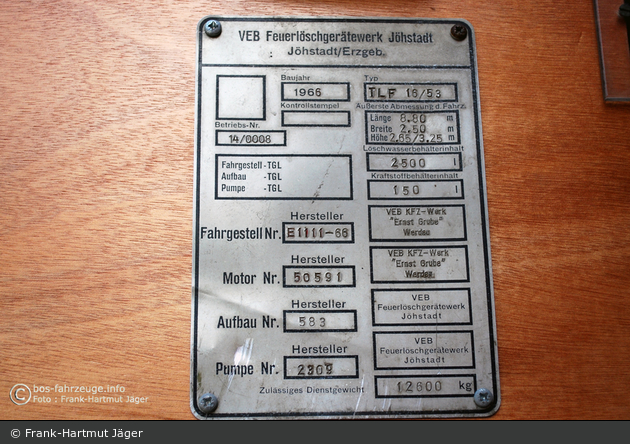 VEB Feuerlöschgerätewerk Jöhstadt
Jöhstadt/Erzgeb.
Baujahr
1966
Typ
TLF 16/53
Kontrollstempel
Äußerste Abmessung d. Fahrz.
Länge 8.80 m
Breite 2.50 m
Höhe 2.65/3.25 m
Betriebs-Nr.
14/0008
Löschwasserbehälterinhalt
2500 l
Fahrgestell -TGL
Aufbau -TGL
Pumpe -TGL
Kraftstoffbehälterinhalt
150 l
Hersteller
Fahrgestell Nr. E1111-66
VEB KFZ-Werk
"Ernst Grube"
Werdau
Hersteller
Motor Nr. 50591
VEB KFZ-Werk
"Ernst Grube"
Werdau
Hersteller
Aufbau Nr. 583
VEB
Feuerlöschgerätewerk
Jöhstadt
Hersteller
Pumpe Nr. 2309
VEB
Feuerlöschgerätewerk
Jöhstadt
Zulässiges Dienstgewicht 12600 kg
© bos-fahrzeuge.info
Foto : Frank-Hartmut Jäger
© Frank-Hartmut Jäger